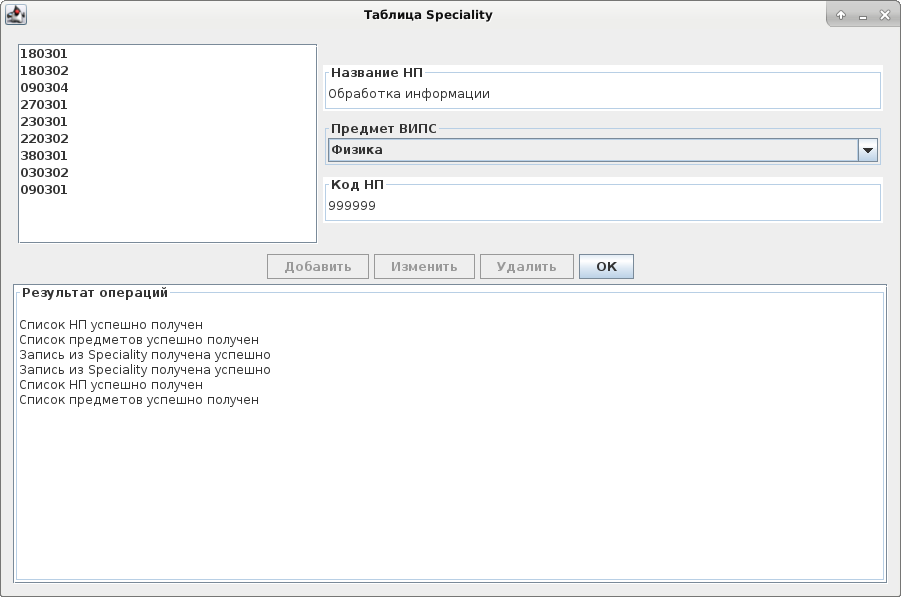 Таблица Speciality
180301
180302
090304
270301
230301
220302
380301
030302
090301
Название НП
Обработка информации
Предмет ВИПС
Физика
Код НП
999999
Добавить
Изменить
Удалить
OK
Результат операций
Список НП успешно получен
Список предметов успешно получен
Запись из Speciality получена успешно
Запись из Speciality получена успешно
Список НП успешно получен
Список предметов успешно получен